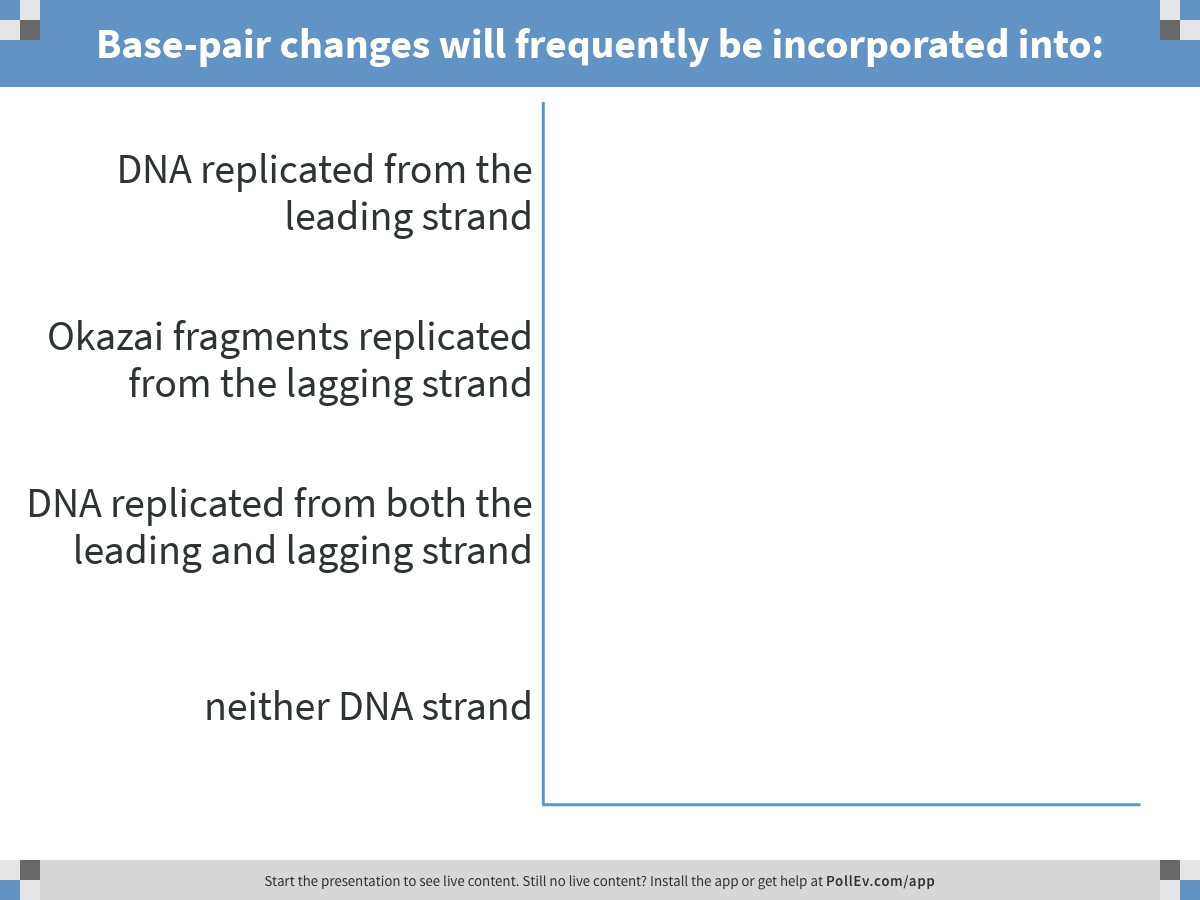 Base-pair changes will frequently be incorporated into:
DNA replicated from the
leading strand
Okazai fragments replicated
from the lagging strand
DNA replicated from both the
leading and lagging strand
neither DNA strand
Start the presentation to see live content. Still no live content? Install the app or get help at PollEv.com/app